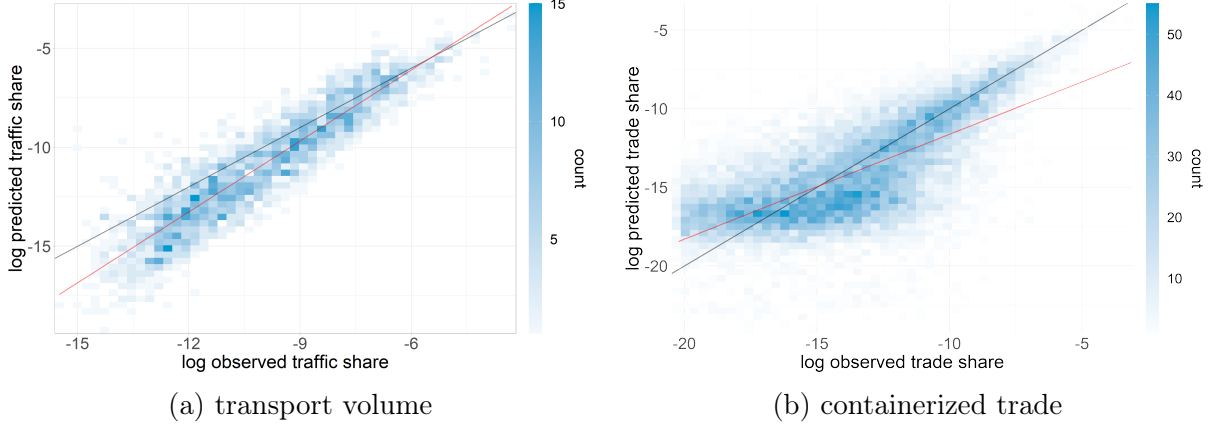 15
-5
-10
-15
10
5
count
log predicted traffic share
-15
-12
-9
-6
log observed traffic share
(a) transport volume
-5
-10
-15
-20
50
40
30
20
10
count
log predicted trade share
-20
-15
-10
-5
log observed trade share
(b) containerized trade